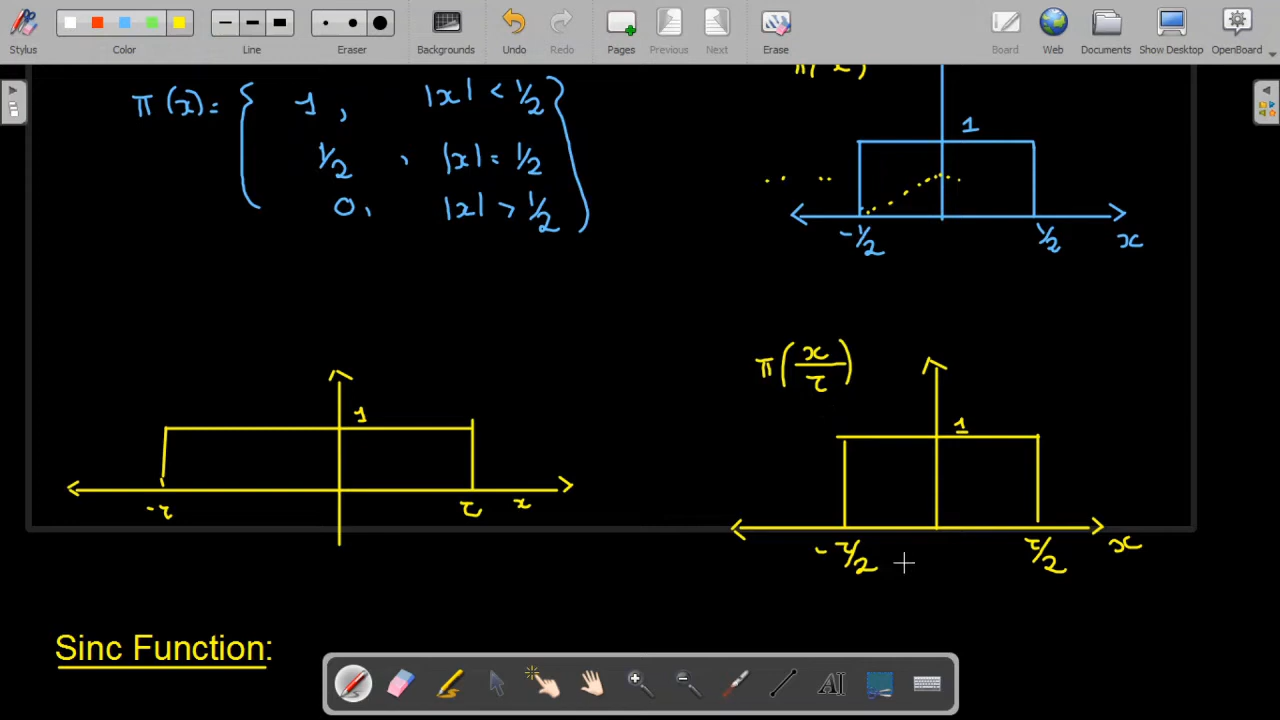 Stylus Color Line Eraser Backgrounds Undo Redo Pages Previous Next Erase Board Web Documents Show Desktop OpenBoard
π(x) = { 1, |x| < 1/2
1/2, |x| = 1/2
0, |x| > 1/2 }
1
-1/2 1/2 x
π(x/τ)
1
-τ τ x
1
-τ/2 τ/2 x
Sinc Function: